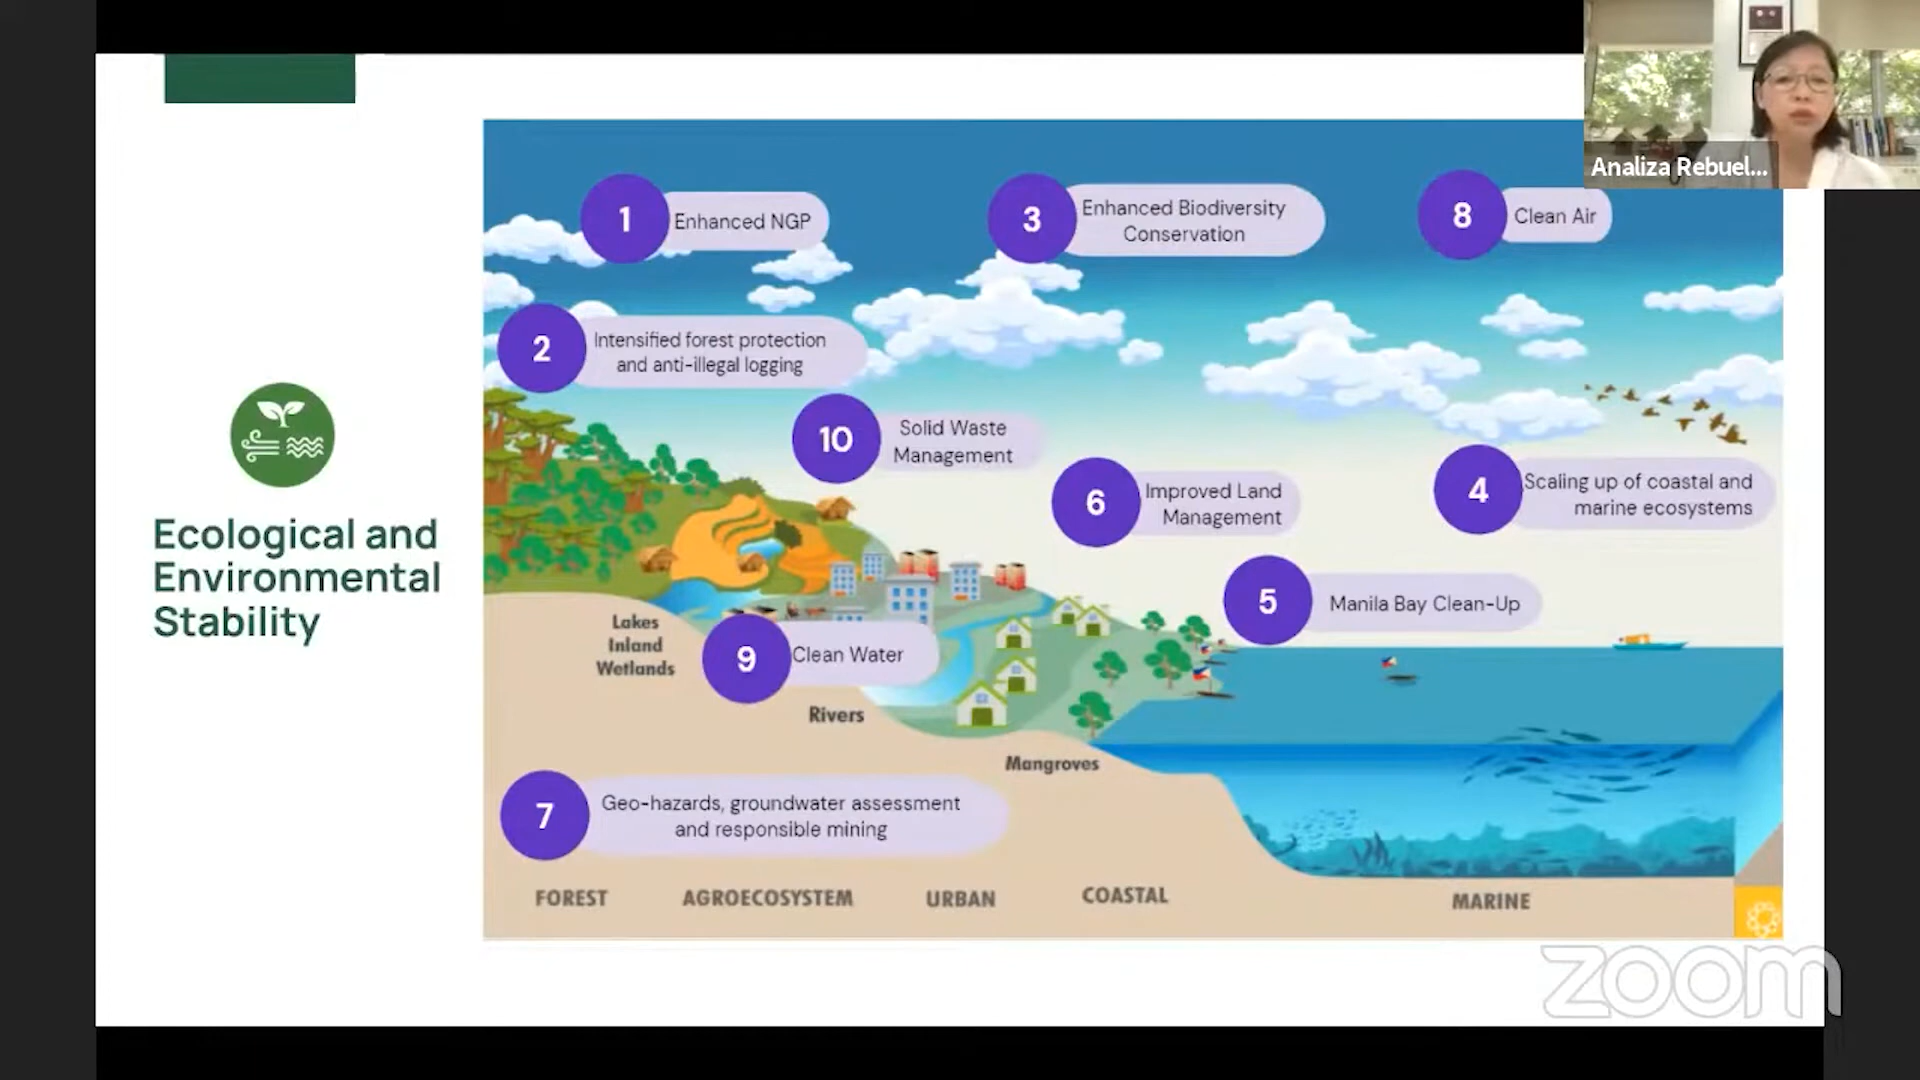 Analiza Rebuel...
Ecological and
Environmental
Stability
1
Enhanced NGP
3
Enhanced Biodiversity
Conservation
8
Clean Air
2
Intensified forest protection
and anti-illegal logging
10
Solid Waste
Management
6
Improved Land
Management
4
Scaling up of coastal and
marine ecosystems
5
Manila Bay Clean-Up
Lakes
Inland
Wetlands
9
Clean Water
Rivers
Mangroves
7
Geo-hazards, groundwater assessment
and responsible mining
FOREST
AGROECOSYSTEM
URBAN
COASTAL
MARINE
zoom